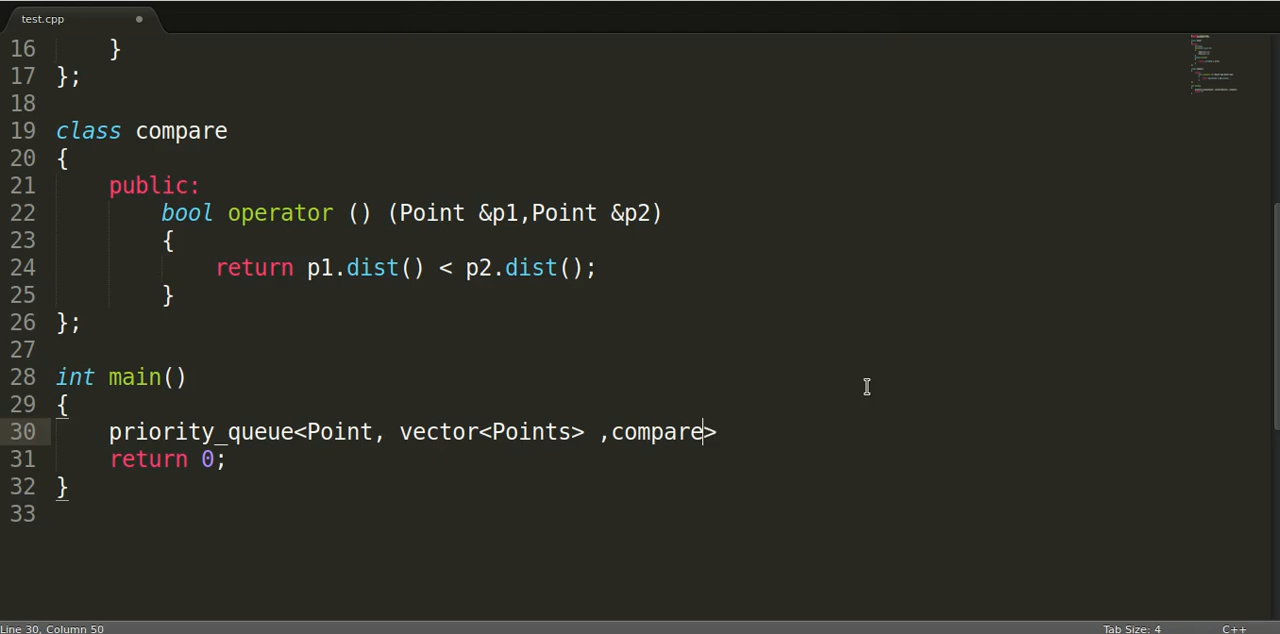 test.cpp
16 }
17 };
18
19 class compare
20 {
21 public:
22 bool operator () (Point &p1,Point &p2)
23 {
24 return p1.dist() < p2.dist();
25 }
26 };
27
28 int main()
29 {
30 priority_queue<Point, vector<Points> ,compare>
31 return 0;
32 }
33
Line 30, Column 50 Tab Size: 4 C++